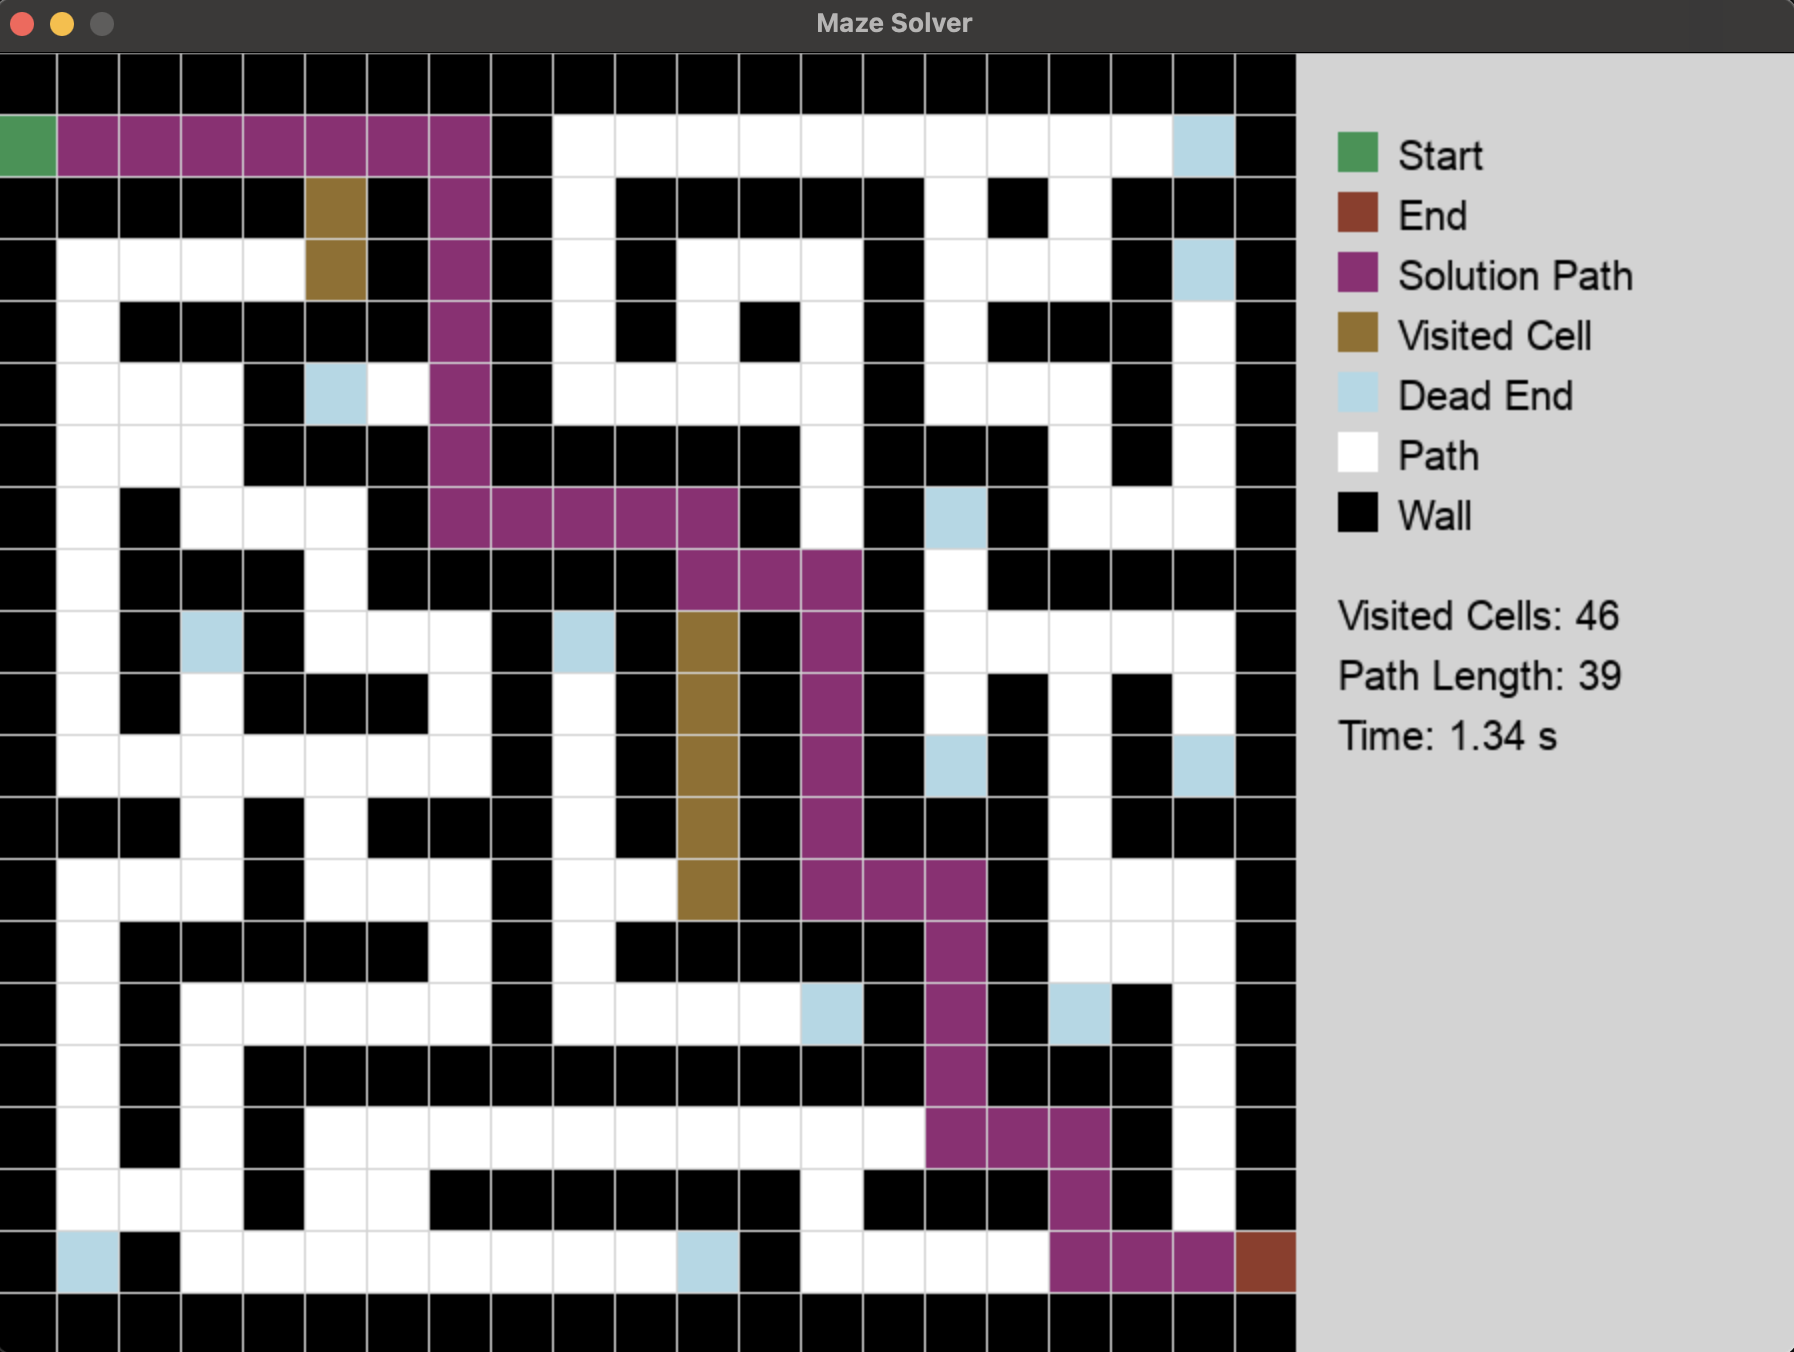 Maze Solver
Start
End
Solution Path
Visited Cell
Dead End
Path
Wall
Visited Cells: 46
Path Length: 39
Time: 1.34 s